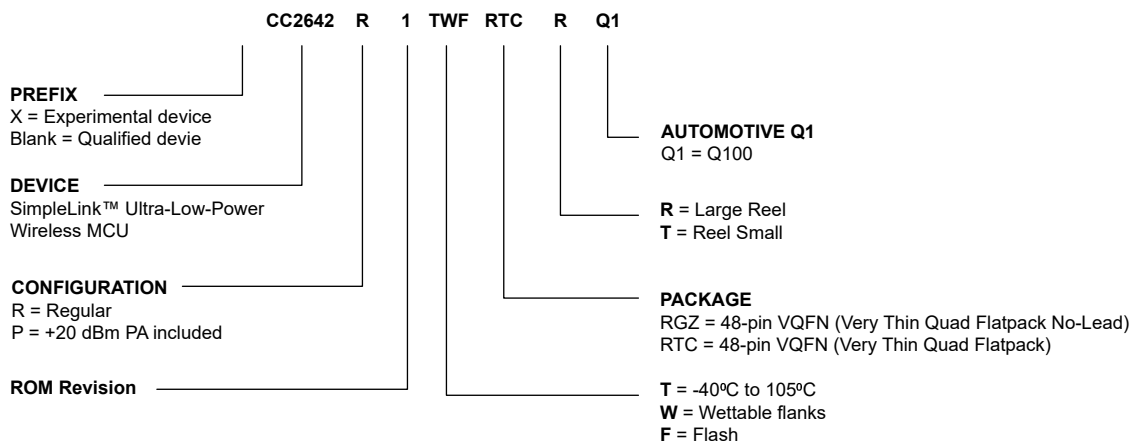 CC2642 R 1 TWF RTC R Q1
PREFIX
X = Experimental device
Blank = Qualified devie
DEVICE
SimpleLink™ Ultra-Low-Power
Wireless MCU
CONFIGURATION
R = Regular
P = +20 dBm PA included
ROM Revision
AUTOMOTIVE Q1
Q1 = Q100
R = Large Reel
T = Reel Small
PACKAGE
RGZ = 48-pin VQFN (Very Thin Quad Flatpack No-Lead)
RTC = 48-pin VQFN (Very Thin Quad Flatpack)
T = -40ºC to 105ºC
W = Wettable flanks
F = Flash